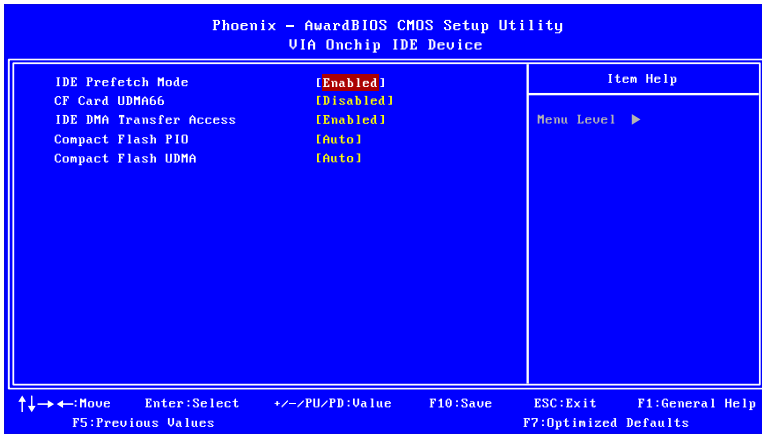 Phoenix – AwardBIOS CMOS Setup Utility
VIA Onchip IDE Device
IDE Prefetch Mode [Enabled]
CF Card UDMA66 [Disabled]
IDE DMA Transfer Access [Enabled]
Compact Flash PIO [Auto]
Compact Flash UDMA [Auto]
Item Help
Menu Level ▶
↑↓→←:Move Enter:Select +/-/PU/PD:Value F10:Save ESC:Exit F1:General Help
F5:Previous Values F7:Optimized Defaults